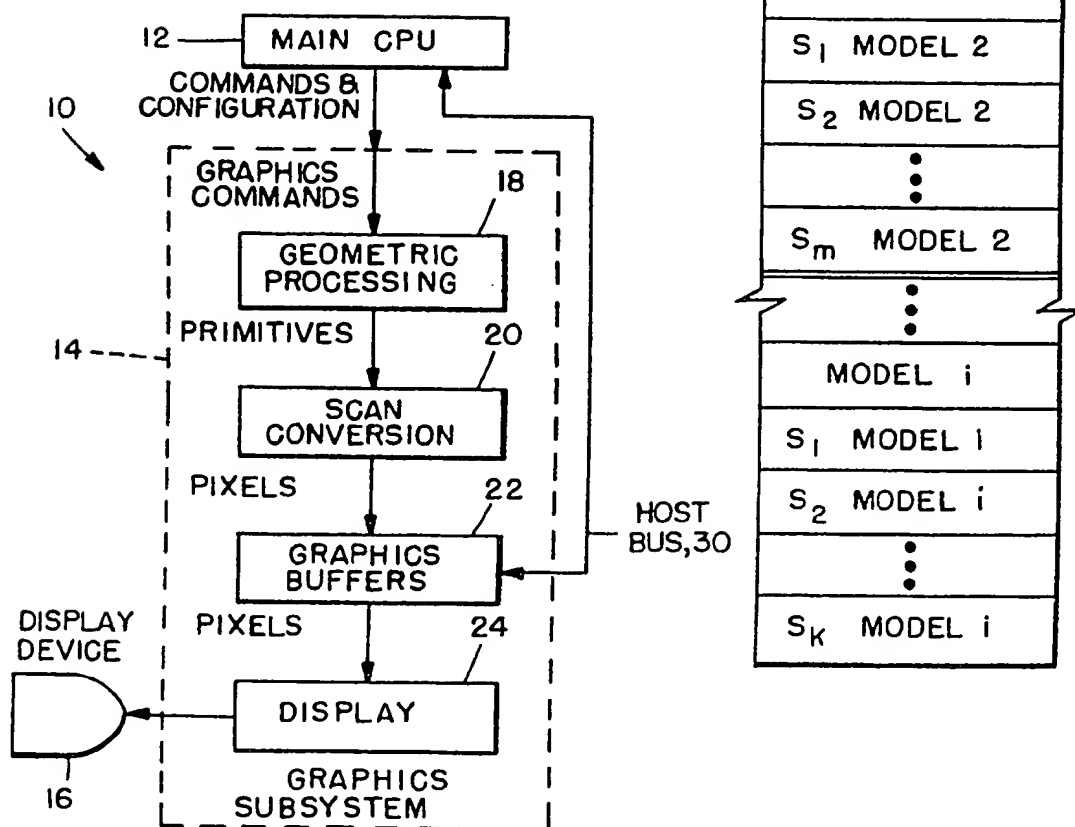 12
MAIN CPU
COMMANDS &
CONFIGURATION
10
GRAPHICS
COMMANDS
18
GEOMETRIC
PROCESSING
PRIMITIVES
20
14
SCAN
CONVERSION
PIXELS
22
GRAPHICS
BUFFERS
HOST
BUS,30
PIXELS
24
DISPLAY
DEVICE
DISPLAY
16
GRAPHICS
SUBSYSTEM
S1 MODEL 2
S2 MODEL 2
Sm MODEL 2
MODEL i
S1 MODEL i
S2 MODEL i
Sk MODEL i